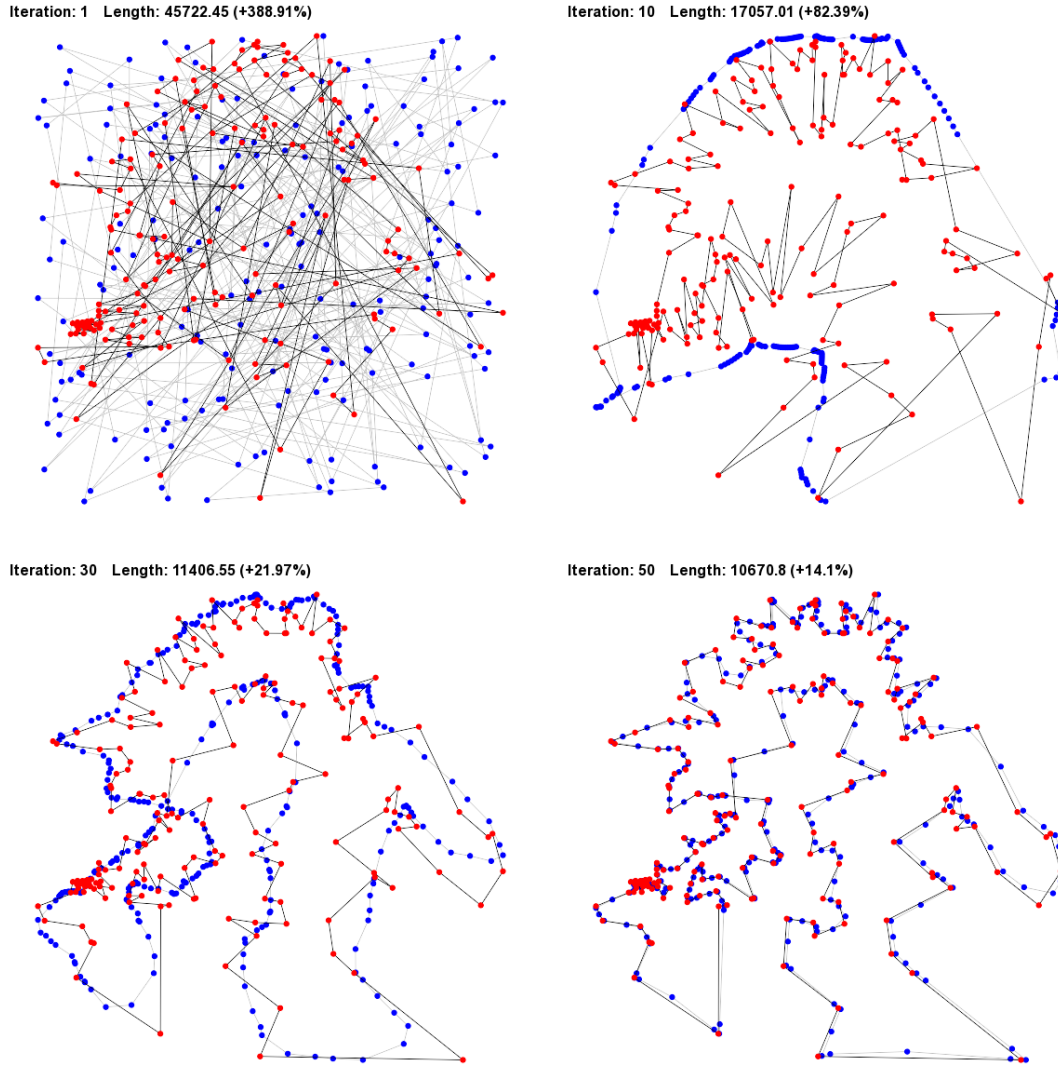 Iteration: 1 Length: 45722.45 (+388.91%)
Iteration: 10 Length: 17057.01 (+82.39%)
Iteration: 30 Length: 11406.55 (+21.97%)
Iteration: 50 Length: 10670.8 (+14.1%)